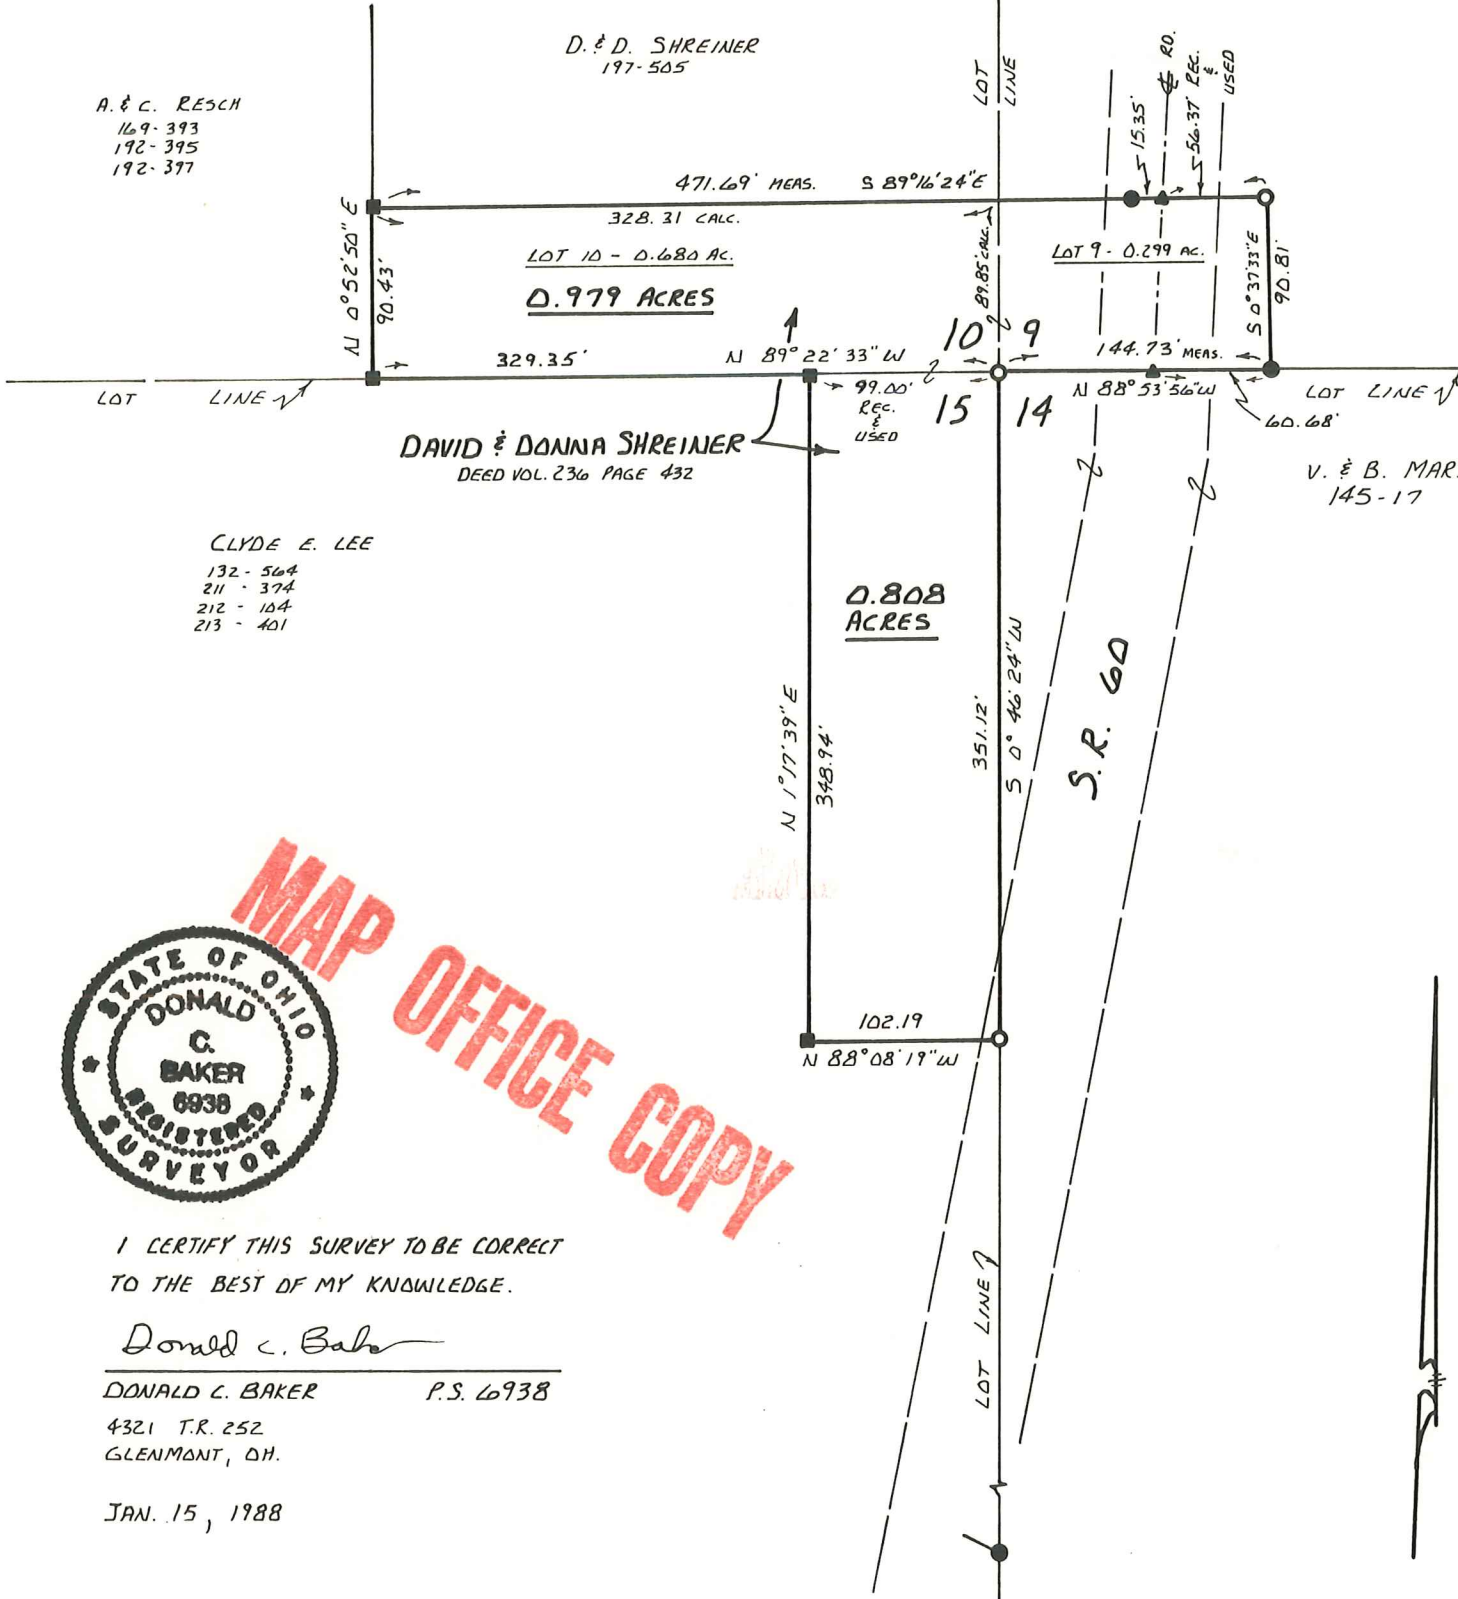 D. & D. SHREINER
197-505
A. & C. RESCH
169-393
192-395
192-397
LOT
LINE
15.35'
₵ RD.
56.37' REC.
&
USED
471.69' MEAS. S 89°16'24"E
328.31 CALC.
LOT 10 - 0.680 AC.
0.979 ACRES
N 0°52'50" E
90.43'
89.85' CALC.
LOT 9 - 0.299 AC.
S 0°37'33"E
90.81'
10 9
329.35'
N 89°22'33" W
144.73' MEAS.
LOT LINE
99.00'
REC.
&
USED
15 14
N 88°53'56"W
60.68'
LOT LINE
DAVID & DONNA SHREINER
DEED VOL. 236 PAGE 432
V. & B. MAR
145-17
CLYDE E. LEE
132 - 564
211 - 374
212 - 104
213 - 401
0.808
ACRES
N 1°17'39" E
348.94'
351.12'
S 0° 46' 24" W
S.R. 60
102.19
N 88°08'19"W
MAP OFFICE COPY
STATE OF OHIO
DONALD
C.
BAKER
6938
REGISTERED
SURVEYOR
I CERTIFY THIS SURVEY TO BE CORRECT
TO THE BEST OF MY KNOWLEDGE.
Donald C. Baker
DONALD C. BAKER P.S. 6938
4321 T.R. 252
GLENMONT, OH.
JAN. 15, 1988
LOT LINE